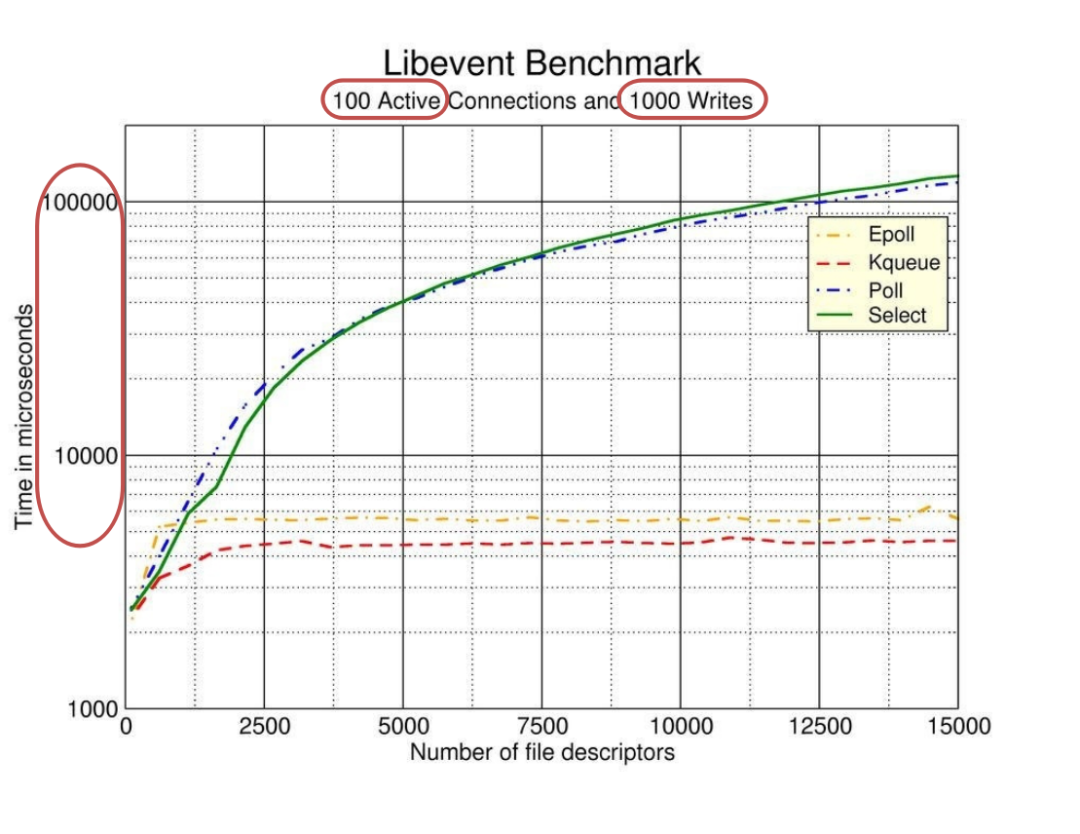 Libevent Benchmark
100 Active Connections and 1000 Writes
Time in microseconds
100000
10000
1000
Epoll
Kqueue
Poll
Select
0 2500 5000 7500 10000 12500 15000
Number of file descriptors